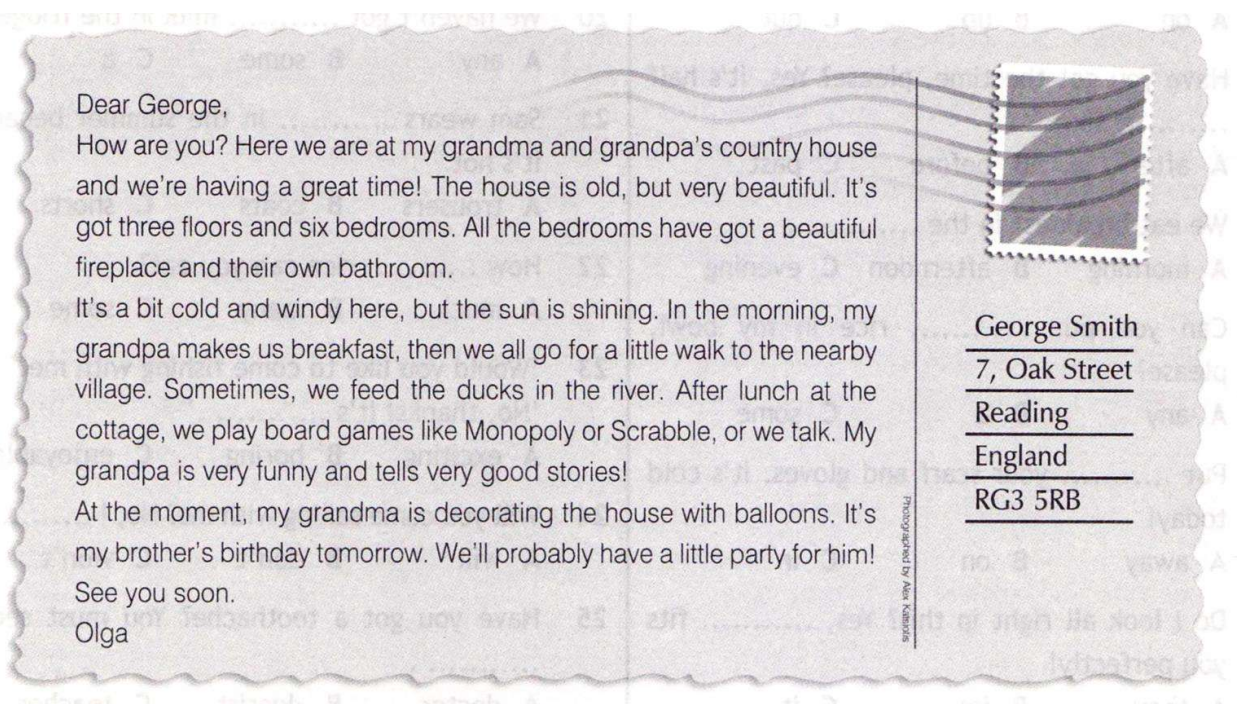 Dear George,
How are you? Here we are at my grandma and grandpa's country house
and we're having a great time! The house is old, but very beautiful. It's
got three floors and six bedrooms. All the bedrooms have got a beautiful
fireplace and their own bathroom.
It's a bit cold and windy here, but the sun is shining. In the morning, my
grandpa makes us breakfast, then we all go for a little walk to the nearby
village. Sometimes, we feed the ducks in the river. After lunch at the
cottage, we play board games like Monopoly or Scrabble, or we talk. My
grandpa is very funny and tells very good stories!
At the moment, my grandma is decorating the house with balloons. It's
my brother's birthday tomorrow. We'll probably have a little party for him!
See you soon.
Olga
Photographed by Alex
George Smith
7, Oak Street
Reading
England
RG3 5RB